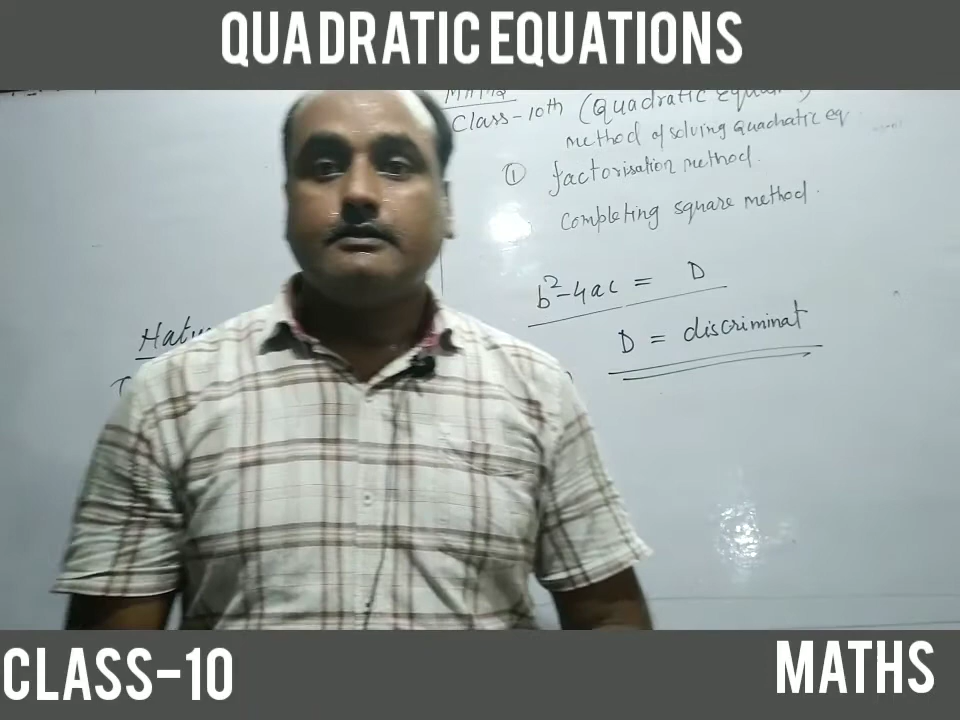 QUADRATIC EQUATIONS
Class-10th (Quadratic
method of solving quadratic eq
① factorisation method.
Completing square method.
b²-4ac = D
D = discriminat
CLASS-10
MATHS